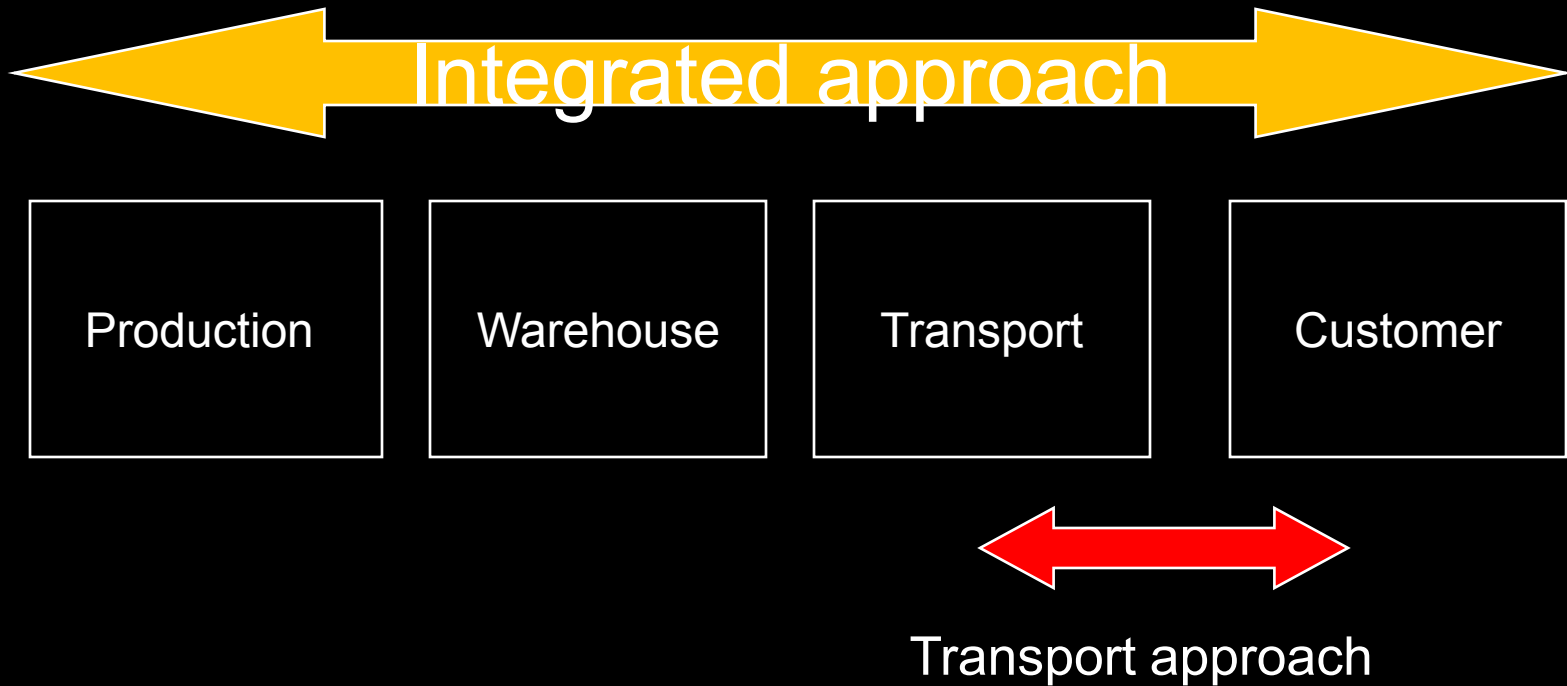 Integrated approach
Production
Warehouse
Transport
Customer
Transport approach